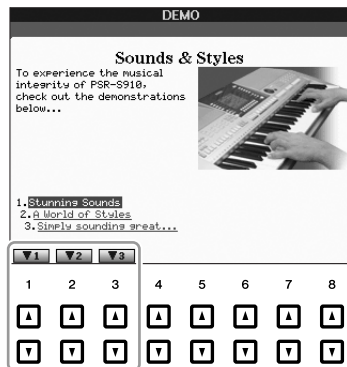 DEMO
Sounds & Styles
To experience the musical
integrity of PSR-S910,
check out the demonstrations
below...
1.Stunning Sounds
2.A World of Styles
3.Simply sounding great...
▼1 ▼2 ▼3
1 2 3 4 5 6 7 8